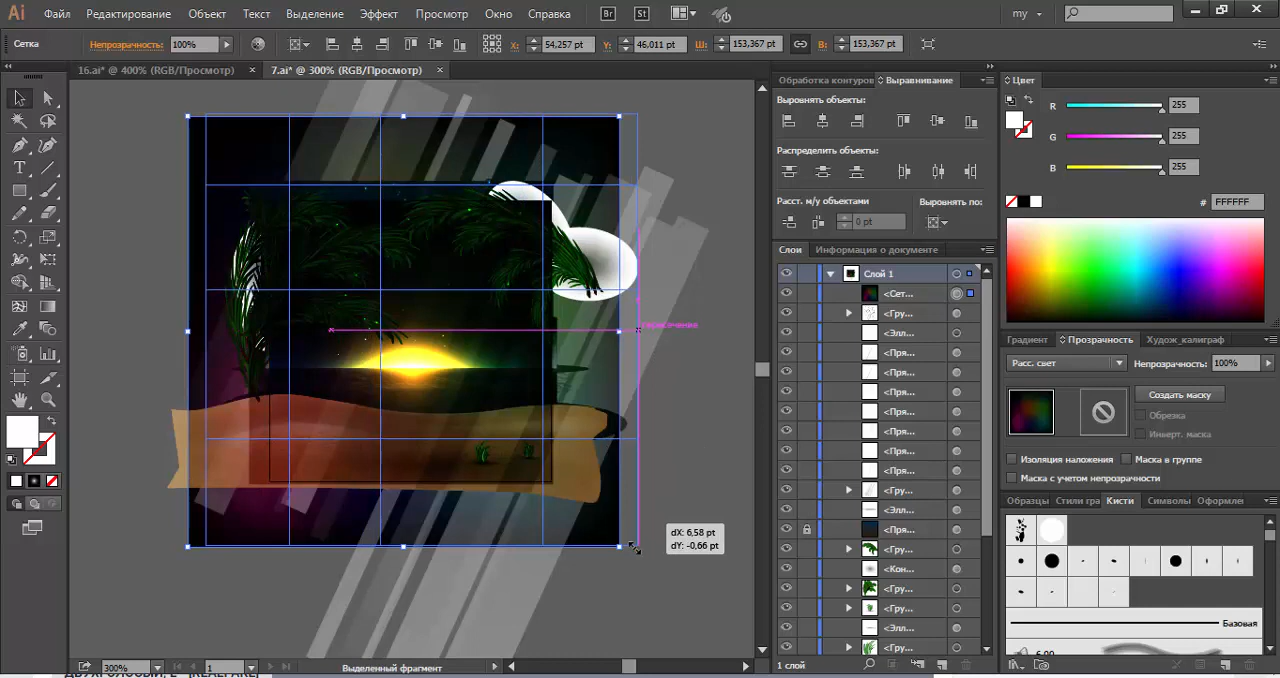 Ai Файл Редактирование Объект Текст Выделение Эффект Просмотр Окно Справка Br St my
Сетка Непрозрачность: 100% X: 54,257 pt Y: 46,011 pt Ш: 153,367 pt В: 153,367 pt
16.ai* @ 400% (RGB/Просмотр) × 7.ai* @ 300% (RGB/Просмотр) ×
Обработка контуров Выравнивание
Выровнять объекты:
Распределить объекты:
Расст. м/у объектами Выровнять по:
0 pt
Слои Информация о документе
Слой 1
<Сет...
<Гру...
<Элл...
<Пря...
<Пря...
<Пря...
<Пря...
<Пря...
<Пря...
<Пря...
<Гру...
<Элл...
<Пря...
<Гру...
<Кон...
<Гру...
<Гру...
<Элл...
<Гру...
1 слой
Цвет
R 255
G 255
B 255
# FFFFFF
Градиент Прозрачность Худож_калиграф
Расс. свет Непрозрачность: 100%
Создать маску
Обрезка
Инверт. маска
Изоляция наложения Маска в группе
Маска с учетом непрозрачности
Образцы Стили гра Кисти Символы Оформле
Базовая
6.00
пересечение
dX: 6,58 pt
dY: -0,66 pt
300% 1 Выделенный фрагмент